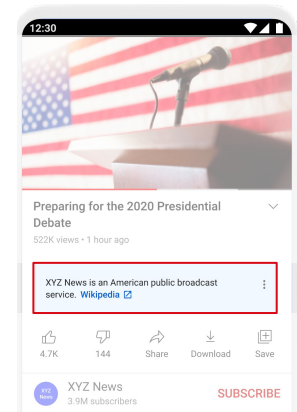 12:30
Preparing for the 2020 Presidential
Debate
522K views • 1 hour ago
XYZ News is an American public broadcast
service. Wikipedia
4.7K
144
Share
Download
Save
XYZ
News
XYZ News
3.9M subscribers
SUBSCRIBE